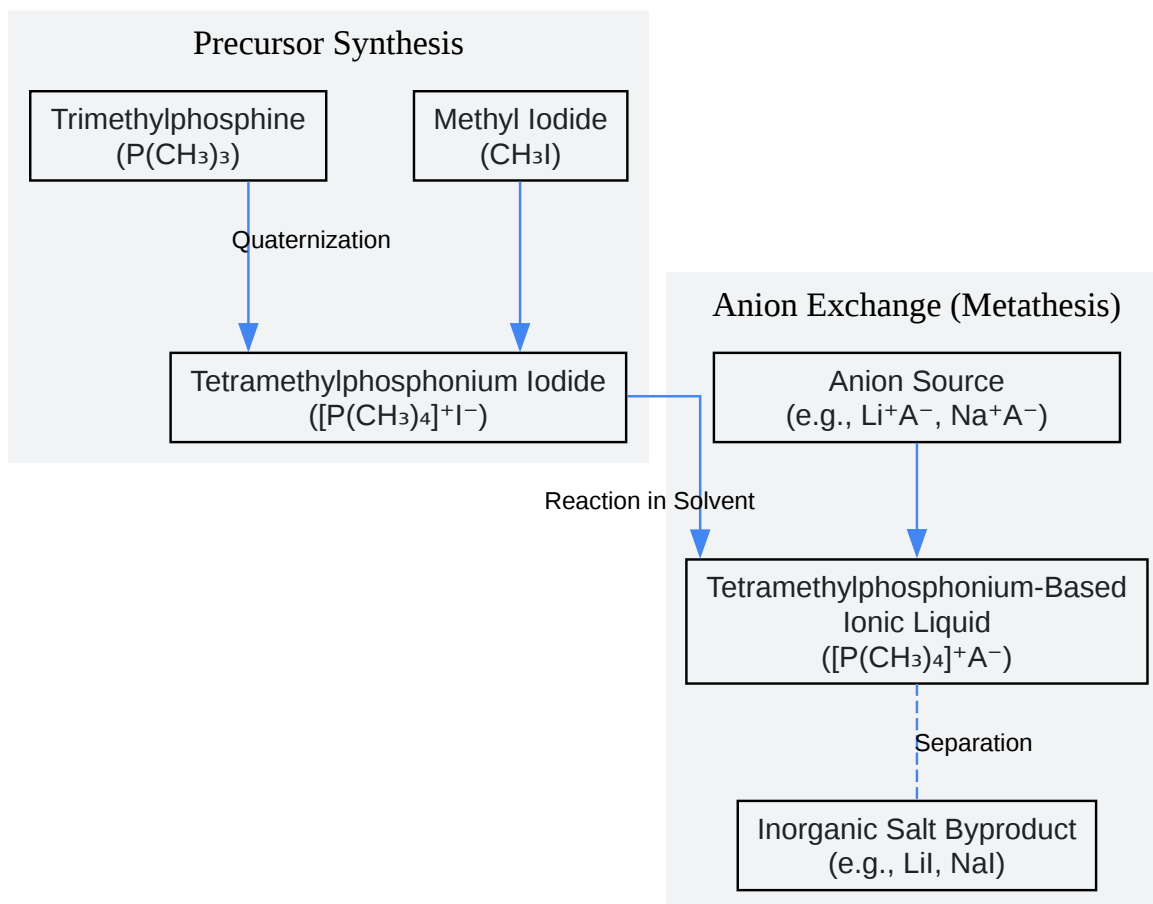 Precursor Synthesis
Trimethylphosphine
(P(CH₃)₃)
Methyl Iodide
(CH₃I)
Quaternization
Tetramethylphosphonium Iodide
([P(CH₃)₄]⁺I⁻)
Anion Exchange (Metathesis)
Anion Source
(e.g., Li⁺A⁻, Na⁺A⁻)
Reaction in Solvent
Tetramethylphosphonium-Based
Ionic Liquid
([P(CH₃)₄]⁺A⁻)
Separation
Inorganic Salt Byproduct
(e.g., LiI, NaI)